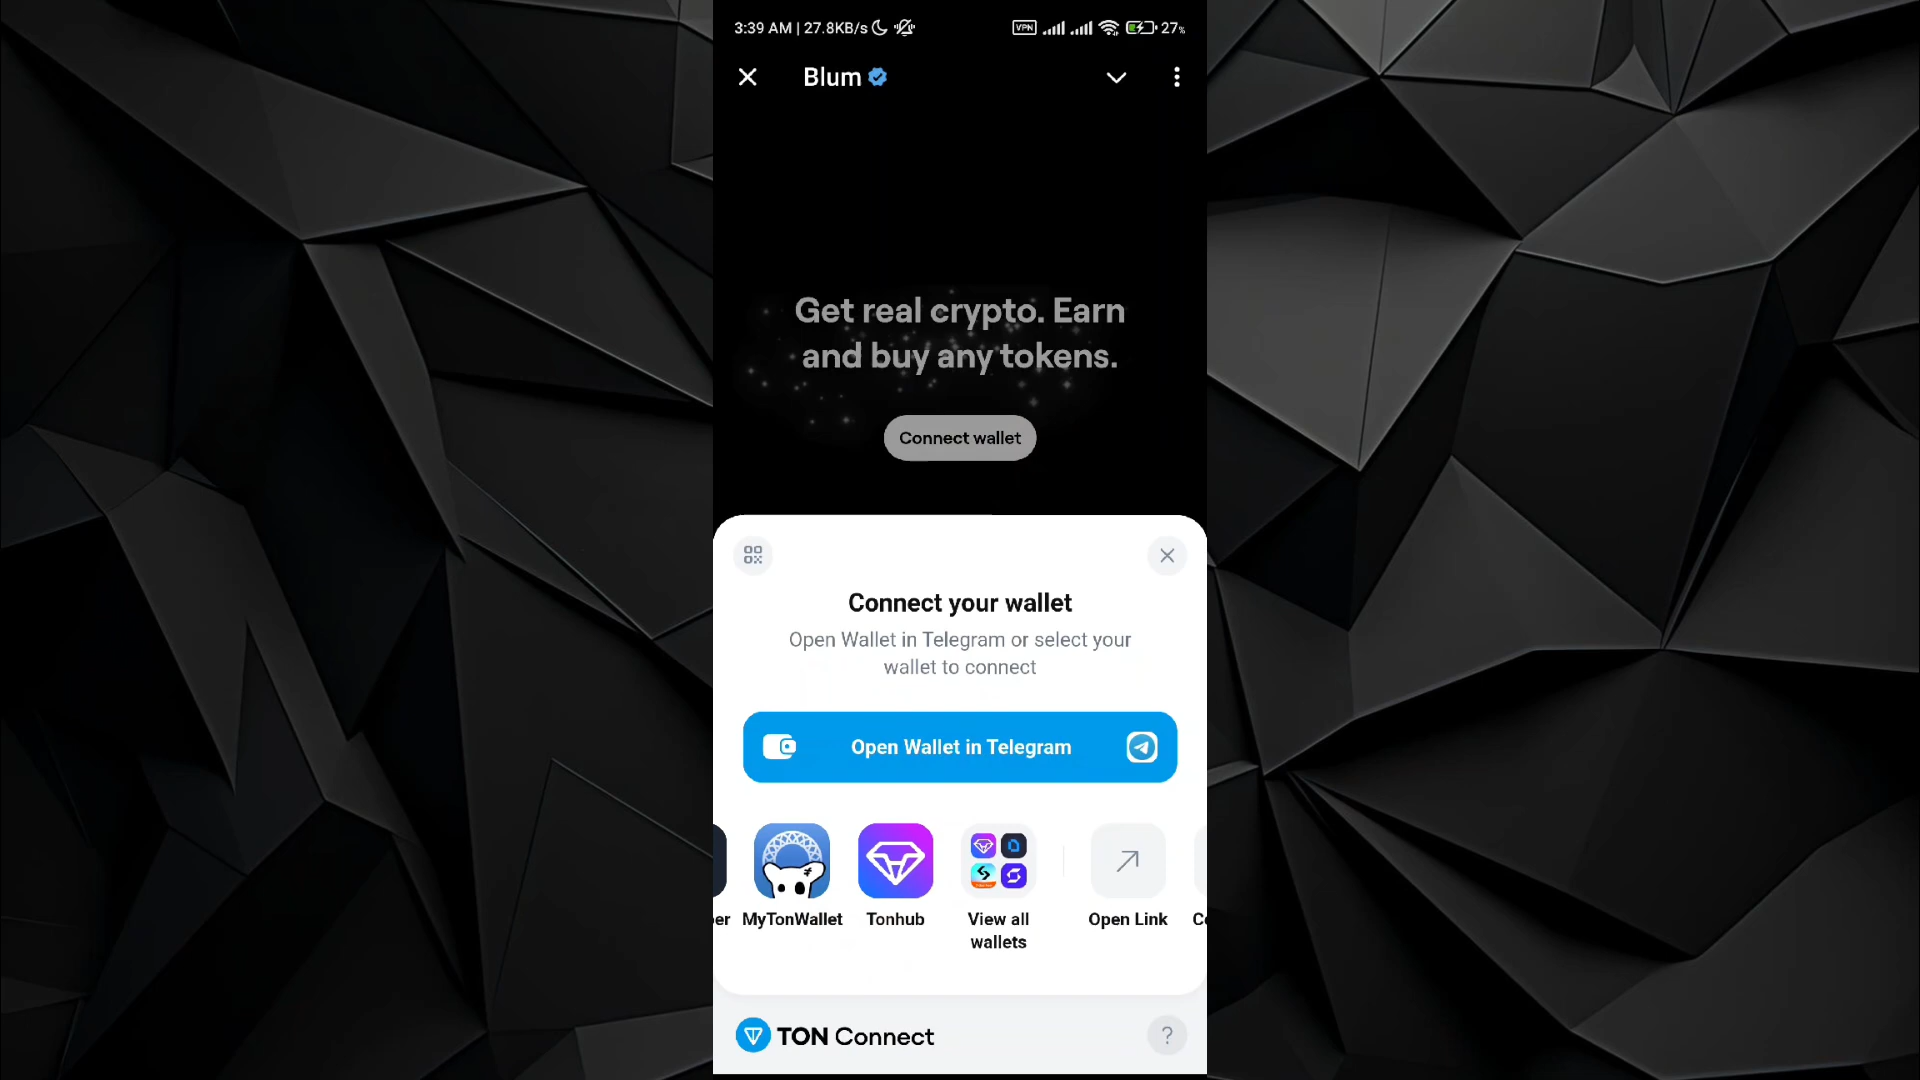 3:39 AM | 27.8KB/s
VPN
27%
Blum
Get real crypto. Earn
and buy any tokens.
Connect wallet
Connect your wallet
Open Wallet in Telegram or select your
wallet to connect
Open Wallet in Telegram
er
MyTonWallet
Tonhub
View all
wallets
Open Link
TON Connect
?